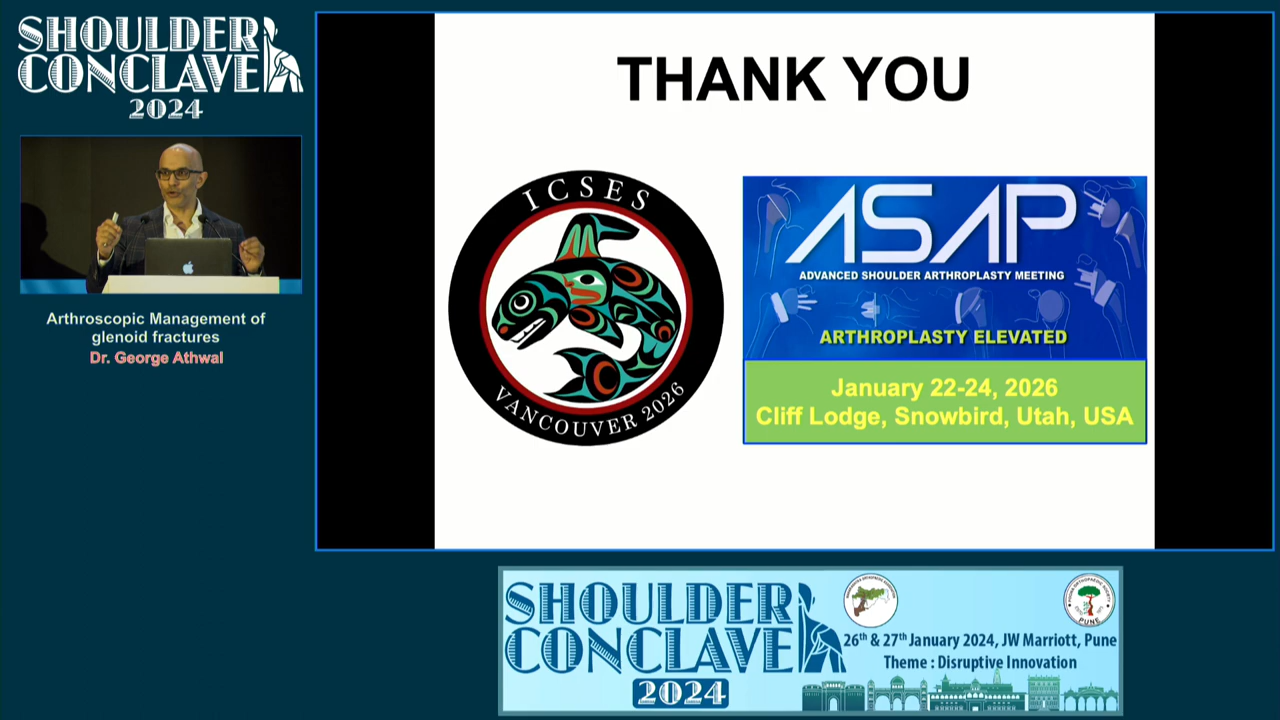 SHOULDER
CONCLAVE
2024
Arthroscopic Management of
glenoid fractures
Dr. George Athwal
THANK YOU
ICSES
VANCOUVER 2026
ASAP
ADVANCED SHOULDER ARTHROPLASTY MEETING
ARTHROPLASTY ELEVATED
January 22-24, 2026
Cliff Lodge, Snowbird, Utah, USA
SHOULDER
CONCLAVE
2024
PUNE
26th & 27th January 2024, JW Marriott, Pune
Theme : Disruptive Innovation